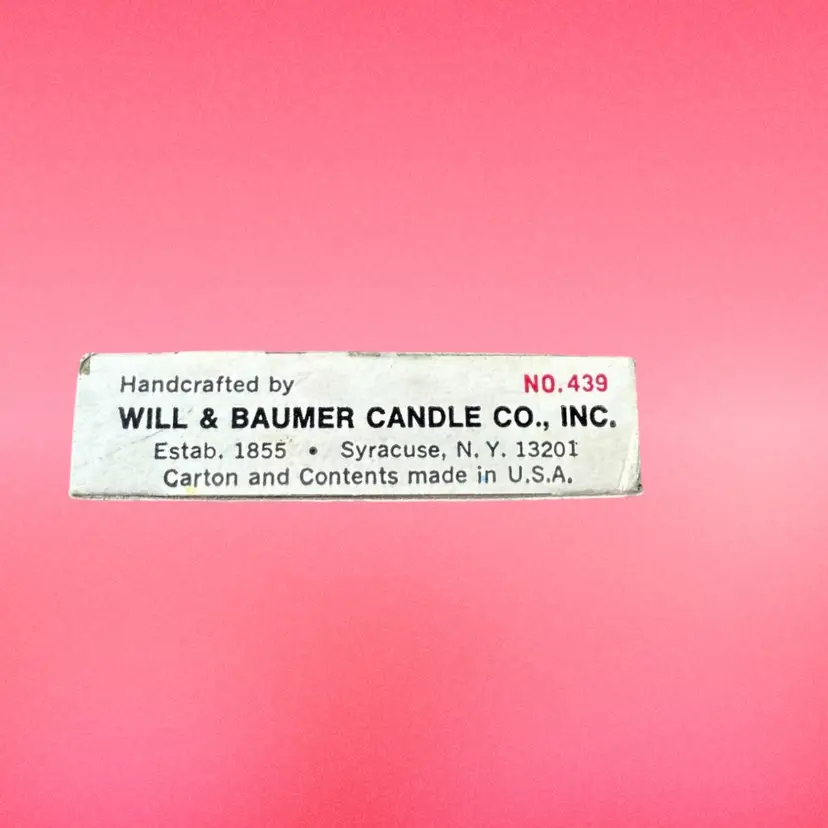 Handcrafted by NO.439
WILL & BAUMER CANDLE CO., INC.
Estab. 1855 • Syracuse, N.Y. 13201
Carton and Contents made in U.S.A.